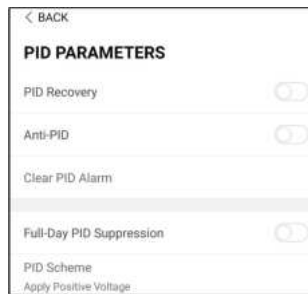 < BACK
PID PARAMETERS
PID Recovery
Anti-PID
Clear PID Alarm
Full-Day PID Suppression
PID Scheme
Apply Positive Voltage